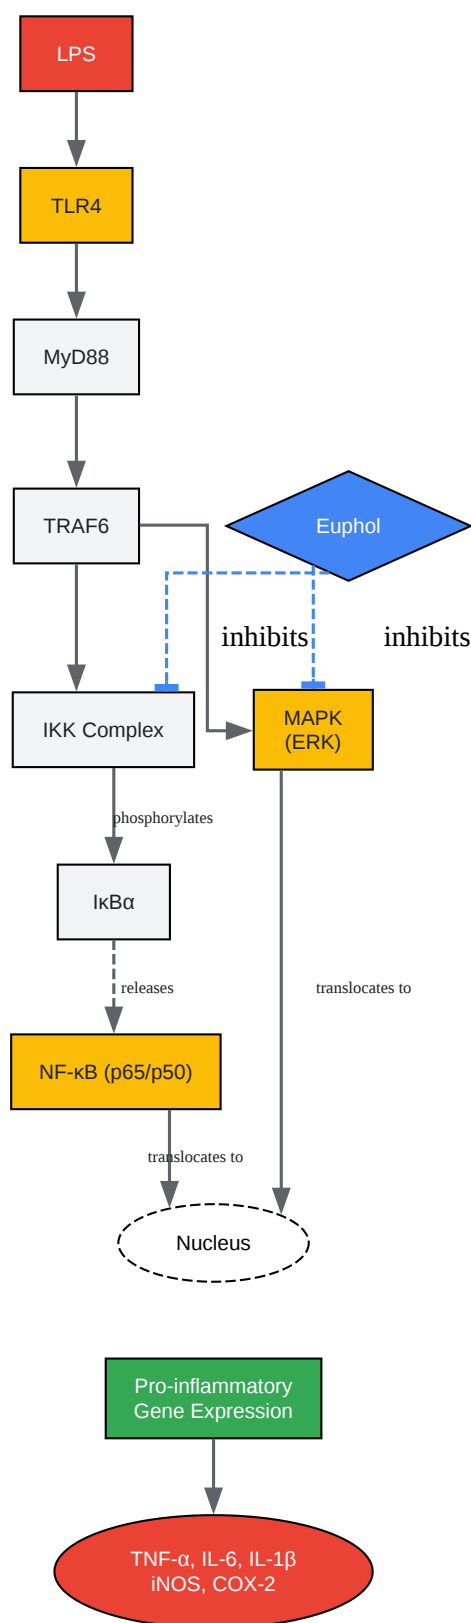 LPS
TLR4
MyD88
TRAF6
Euphol
inhibits
inhibits
IKK Complex
MAPK
(ERK)
phosphorylates
IκBα
releases
translocates to
NF-κB (p65/p50)
translocates to
Nucleus
Pro-inflammatory
Gene Expression
TNF-α, IL-6, IL-1β
iNOS, COX-2